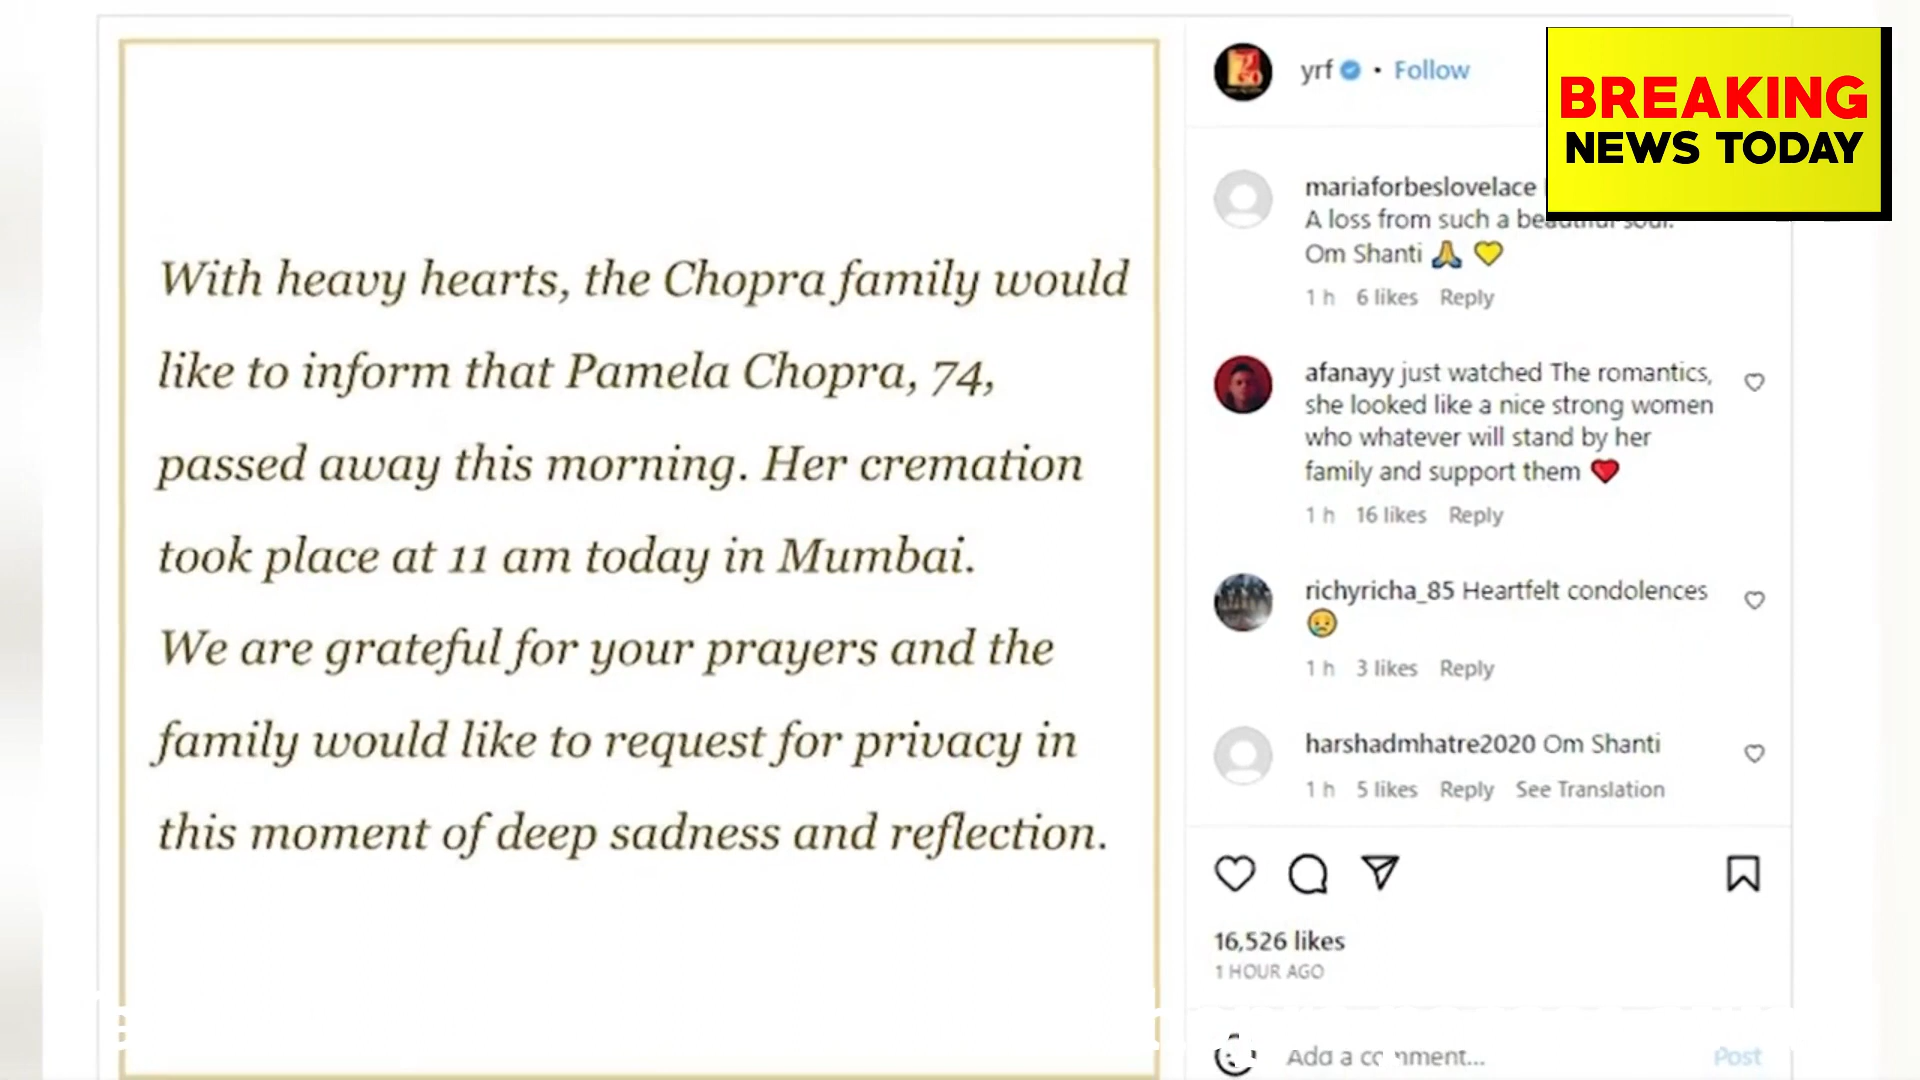 With heavy hearts, the Chopra family would
like to inform that Pamela Chopra, 74,
passed away this morning. Her cremation
took place at 11 am today in Mumbai.
We are grateful for your prayers and the
family would like to request for privacy in
this moment of deep sadness and reflection.
yrf • Follow
BREAKING
NEWS TODAY
mariaforbeslovelace
A loss from such a beautiful soul.
Om Shanti 🙏 💛
1 h 6 likes Reply
afanayy just watched The romantics,
she looked like a nice strong women
who whatever will stand by her
family and support them ❤️
1 h 16 likes Reply
richyricha_85 Heartfelt condolences
😢
1 h 3 likes Reply
harshadmhatre2020 Om Shanti
1 h 5 likes Reply See Translation
16,526 likes
1 HOUR AGO
Add a comment...
Post